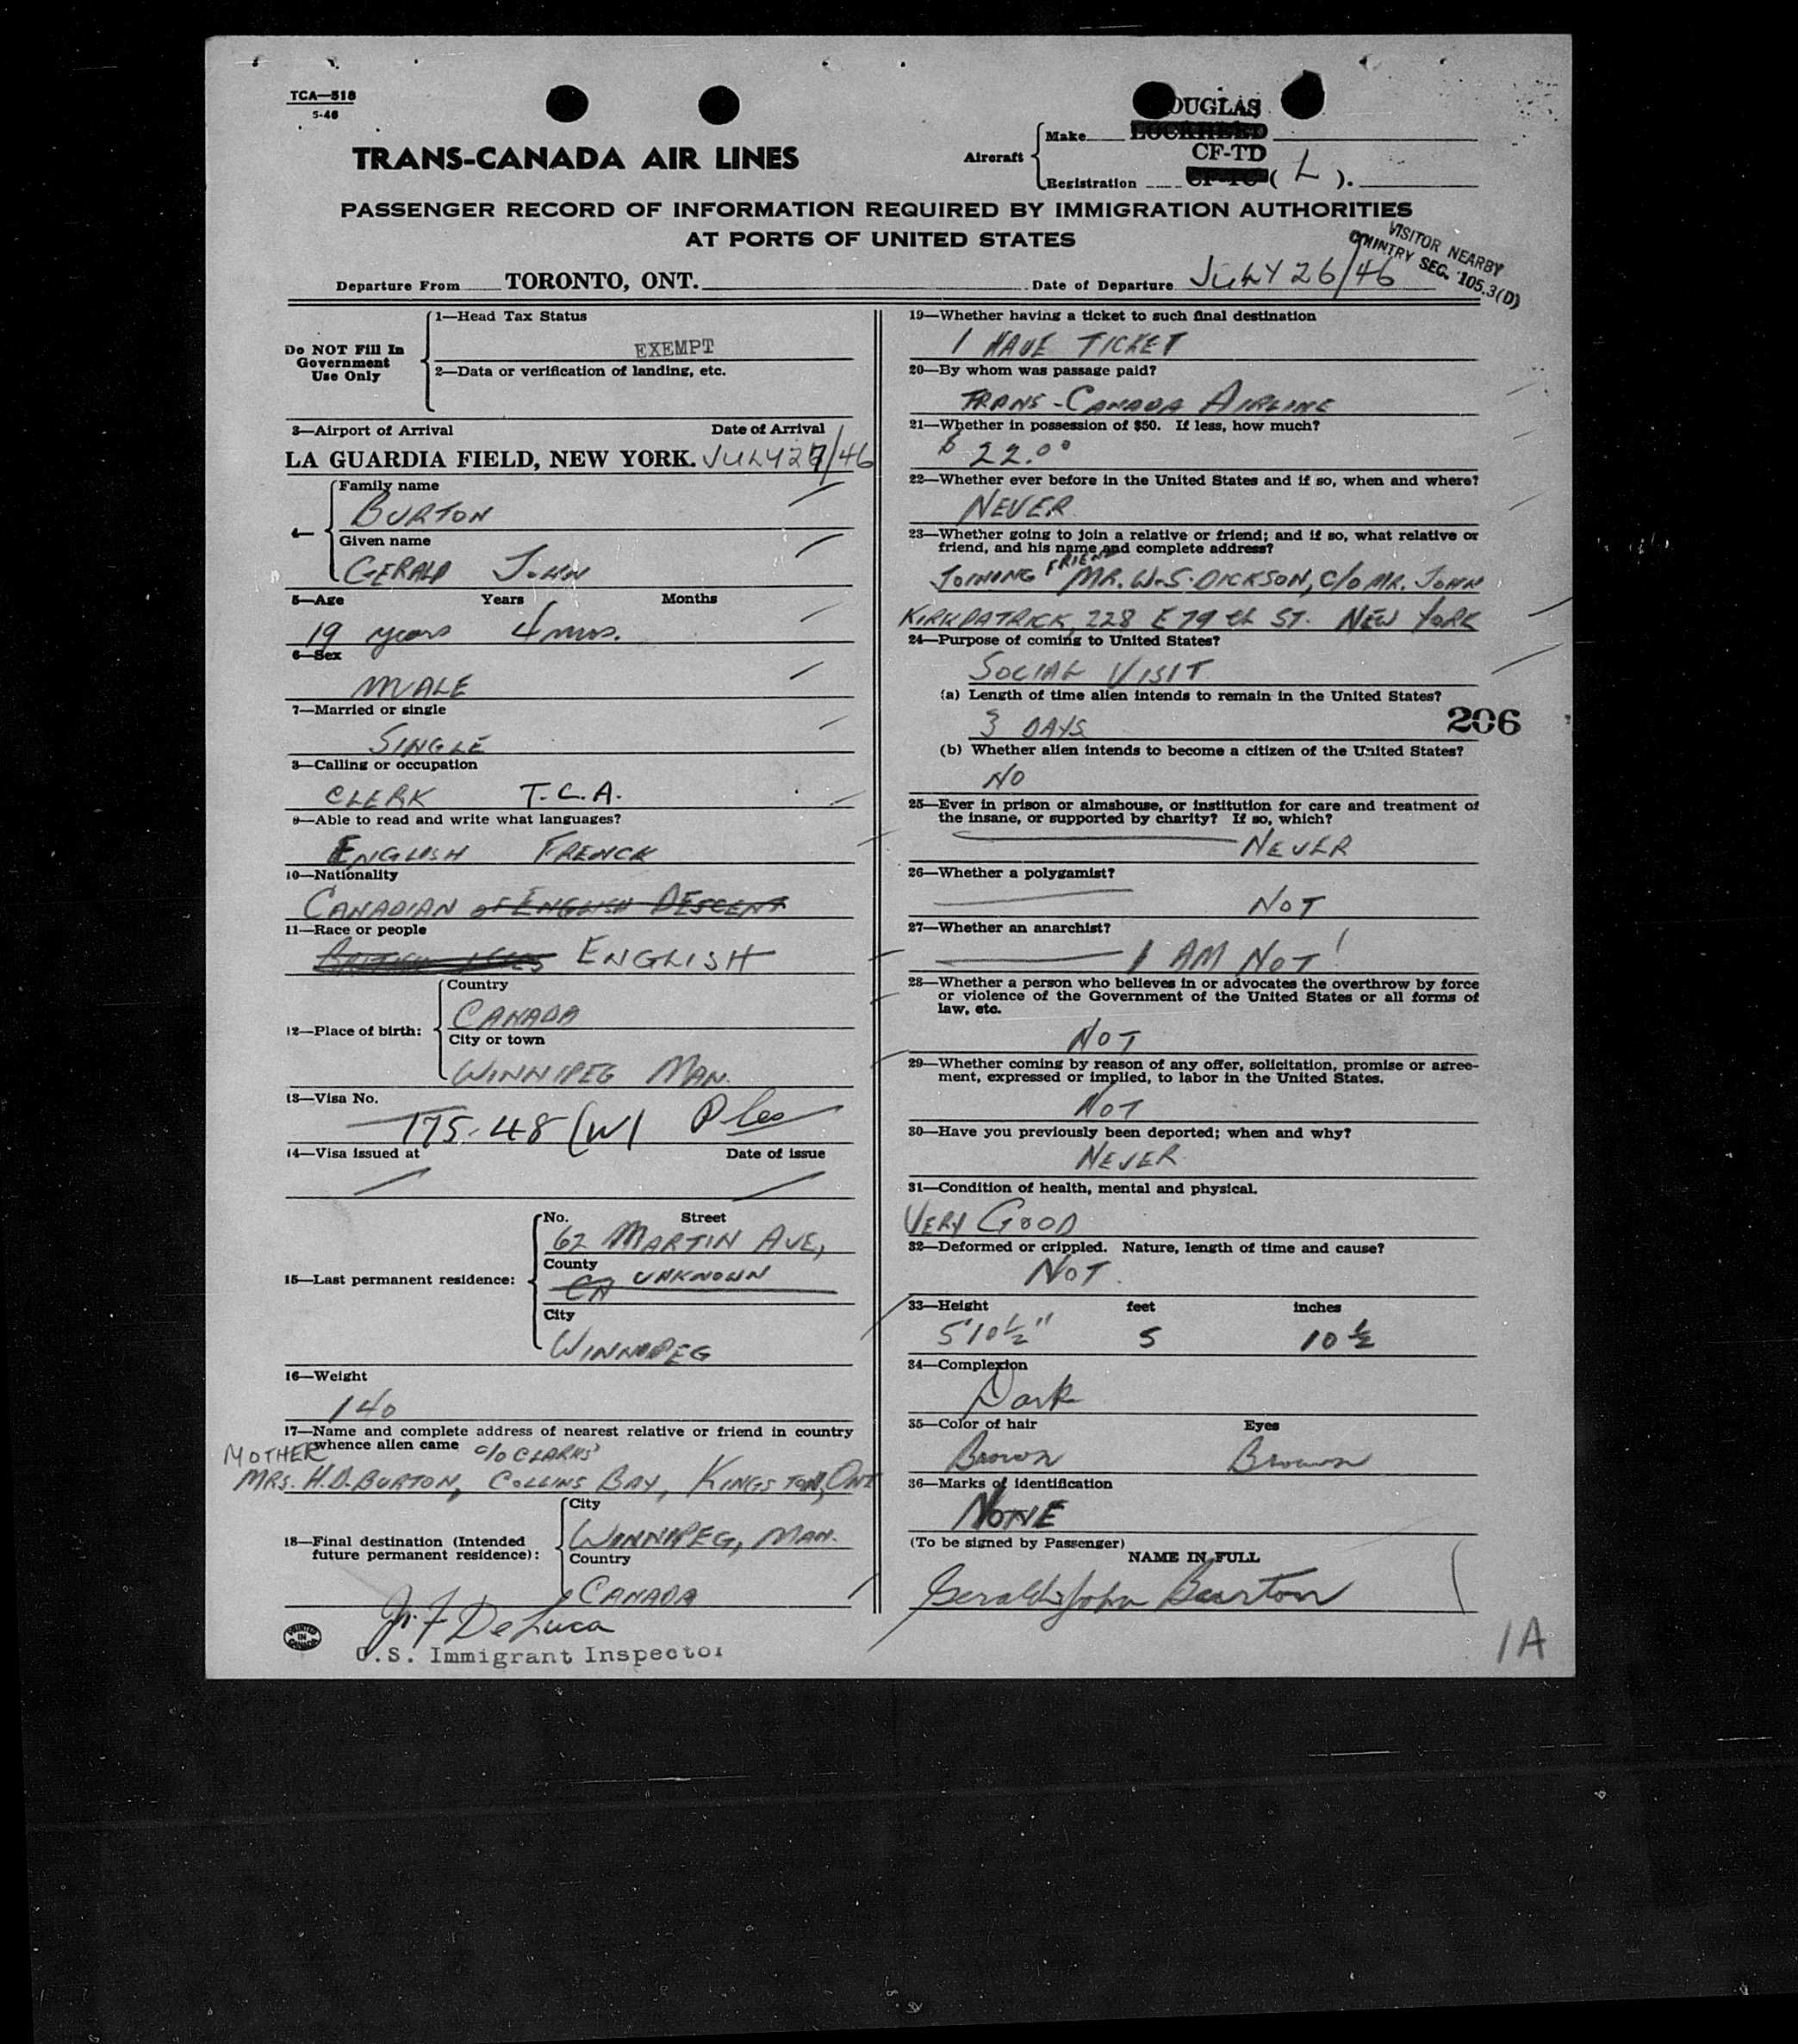 TCA—518
5-46
TRANS-CANADA AIR LINES
Aircraft
DOUGLAS
Make LOCKHEED
CF-TD
Registration CF-TC ( L ).
PASSENGER RECORD OF INFORMATION REQUIRED BY IMMIGRATION AUTHORITIES
AT PORTS OF UNITED STATES
VISITOR NEARBY
COUNTRY SEC. 105.3(D)
Departure From TORONTO, ONT. Date of Departure JULY 26/46
Do NOT Fill In
Government
Use Only
1—Head Tax Status
EXEMPT
2—Data or verification of landing, etc.
3—Airport of Arrival Date of Arrival
LA GUARDIA FIELD, NEW YORK. JULY 27/46
4—
Family name
BURTON
Given name
GERALD JOHN
5—Age Years Months
19 years 4 mos.
6—Sex
MALE
7—Married or single
SINGLE
8—Calling or occupation
CLERK T.C.A.
9—Able to read and write what languages?
ENGLISH FRENCH
10—Nationality
CANADIAN OF ENGLISH DESCENT
11—Race or people
BRITISH ISLES ENGLISH
12—Place of birth:
Country
CANADA
City or town
WINNIPEG MAN.
13—Visa No.
175.48 (W)
14—Visa issued at Date of issue
15—Last permanent residence:
No. Street
62 MARTIN AVE,
County
CA UNKNOWN
City
WINNIPEG
16—Weight
140
17—Name and complete address of nearest relative or friend in country
whence alien came
MOTHER c/o CLARKS'
MRS. H.D. BURTON, COLLINS BAY, KINGSTON, ONT
18—Final destination (Intended
future permanent residence):
City
WINNIPEG, MAN.
Country
CANADA
J. F DeLuca
U.S. Immigrant Inspector
PRINTED
IN
CANADA
19—Whether having a ticket to such final destination
I HAVE TICKET
20—By whom was passage paid?
TRANS-CANADA AIRLINE
21—Whether in possession of $50. If less, how much?
$ 22.00
22—Whether ever before in the United States and if so, when and where?
NEVER
23—Whether going to join a relative or friend; and if so, what relative or
friend, and his name and complete address?
JOINING FRIEND MR. W.S. DICKSON, C/O MR. JOHN
KIRKPATRICK, 228 E 79th ST. NEW YORK
24—Purpose of coming to United States?
SOCIAL VISIT
(a) Length of time alien intends to remain in the United States?
3 DAYS
206
(b) Whether alien intends to become a citizen of the United States?
NO
25—Ever in prison or almshouse, or institution for care and treatment of
the insane, or supported by charity? If so, which?
NEVER
26—Whether a polygamist?
NOT
27—Whether an anarchist?
I AM NOT!
28—Whether a person who believes in or advocates the overthrow by force
or violence of the Government of the United States or all forms of
law, etc.
NOT
29—Whether coming by reason of any offer, solicitation, promise or agree-
ment, expressed or implied, to labor in the United States.
NOT
30—Have you previously been deported; when and why?
NEVER
31—Condition of health, mental and physical.
VERY GOOD
32—Deformed or crippled. Nature, length of time and cause?
NOT.
33—Height feet inches
5'10½" 5 10½
34—Complexion
Dark
35—Color of hair Eyes
Brown Brown
36—Marks of identification
NONE
(To be signed by Passenger)
NAME IN FULL
Gerald John Burton
1A